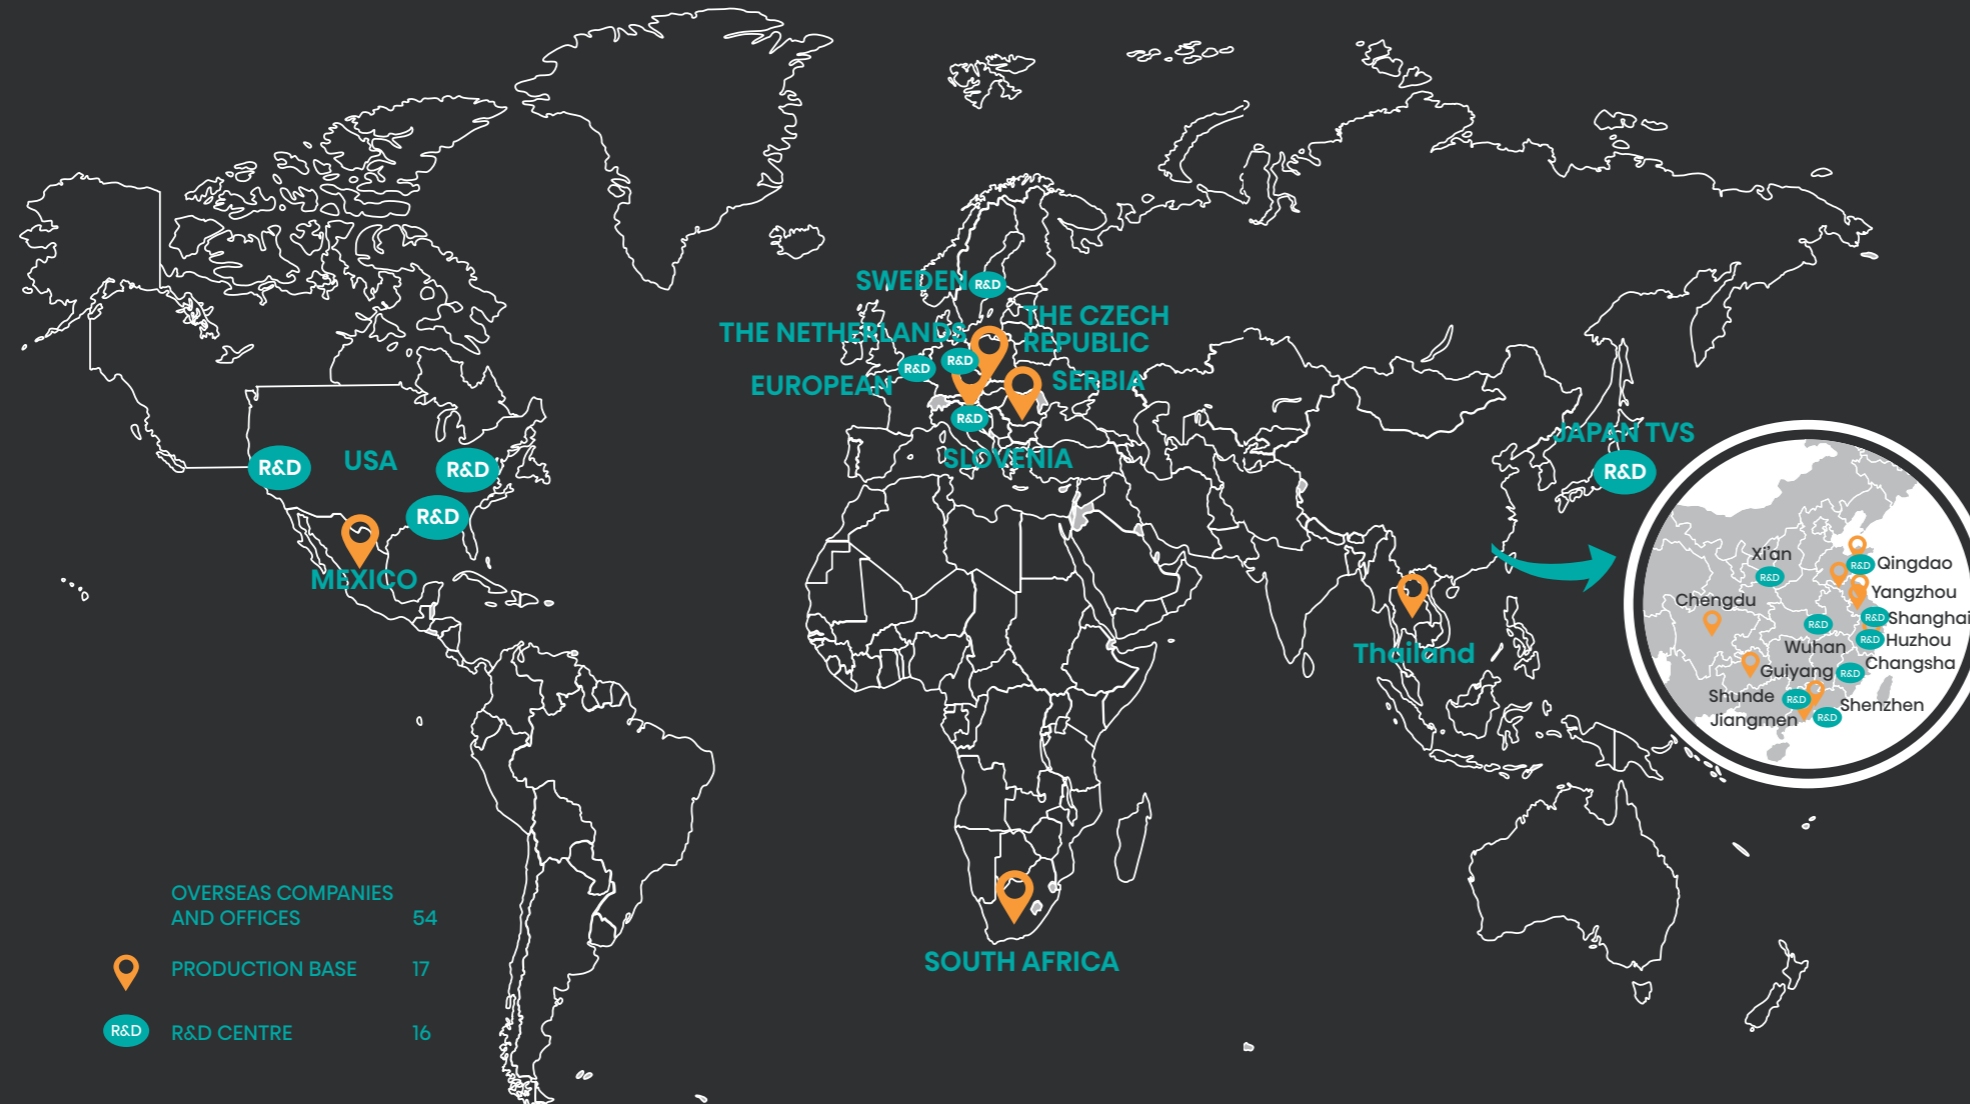 SWEDEN
R&D
THE NETHERLANDS
R&D
THE CZECH
REPUBLIC
EUROPEAN
R&D
SERBIA
R&D
SLOVENIA
R&D
USA
R&D
R&D
MEXICO
JAPAN TVS
R&D
Thailand
SOUTH AFRICA
Xi'an
R&D
R&D
Qingdao
Chengdu
Yangzhou
R&D
Shanghai
R&D
R&D
Huzhou
Wuhan
Changsha
Guiyang
R&D
Shunde
R&D
Shenzhen
Jiangmen
R&D
OVERSEAS COMPANIES
AND OFFICES 54
PRODUCTION BASE 17
R&D R&D CENTRE 16